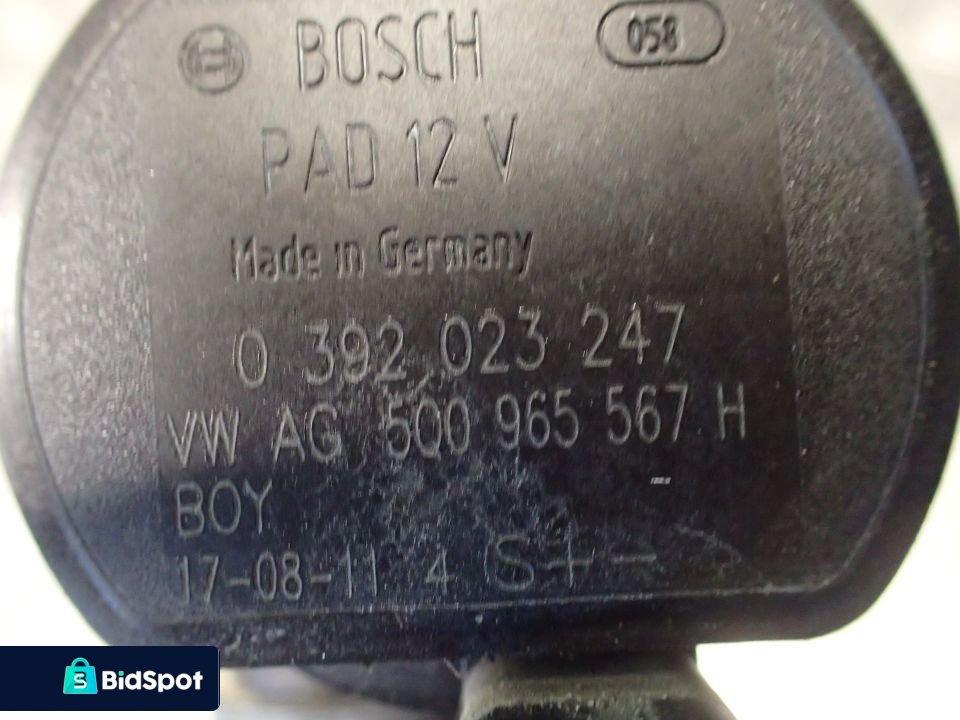 BOSCH 058
PAD 12 V
Made in Germany
0 392 023 247
VW AG 5Q0 965 567 H
BOY
17-08-11 4 S + -
BidSpot